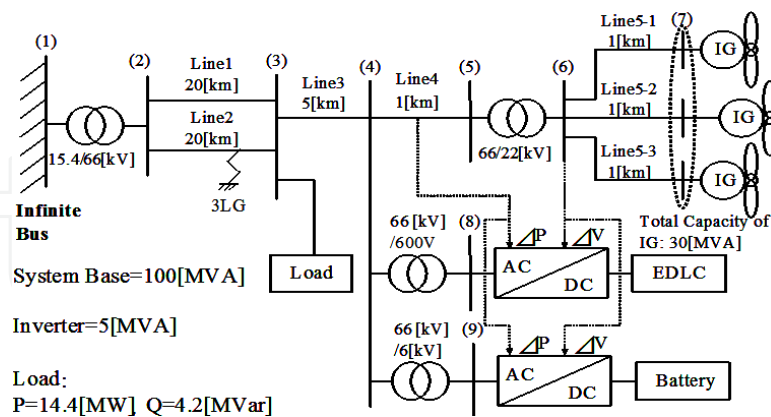 (1)
(2)
Line1
20[km]
(3)
Line3
5[km]
(4)
Line4
1[km]
(5)
(6)
Line5-1
1[km]
(7)
IG
Line2
20[km]
Line5-2
1[km]
IG
15.4/66[kV]
66/22[kV]
Line5-3
1[km]
IG
3LG
Infinite
Bus
Load
66 [kV]
/600V
(8)
⊿P
⊿V
AC
DC
EDLC
Total Capacity of
IG: 30[MVA]
System Base=100[MVA]
Inverter=5[MVA]
66 [kV]
/6[kV]
(9)
⊿P
⊿V
AC
DC
Battery
Load:
P=14.4[MW] Q=4.2[MVar]